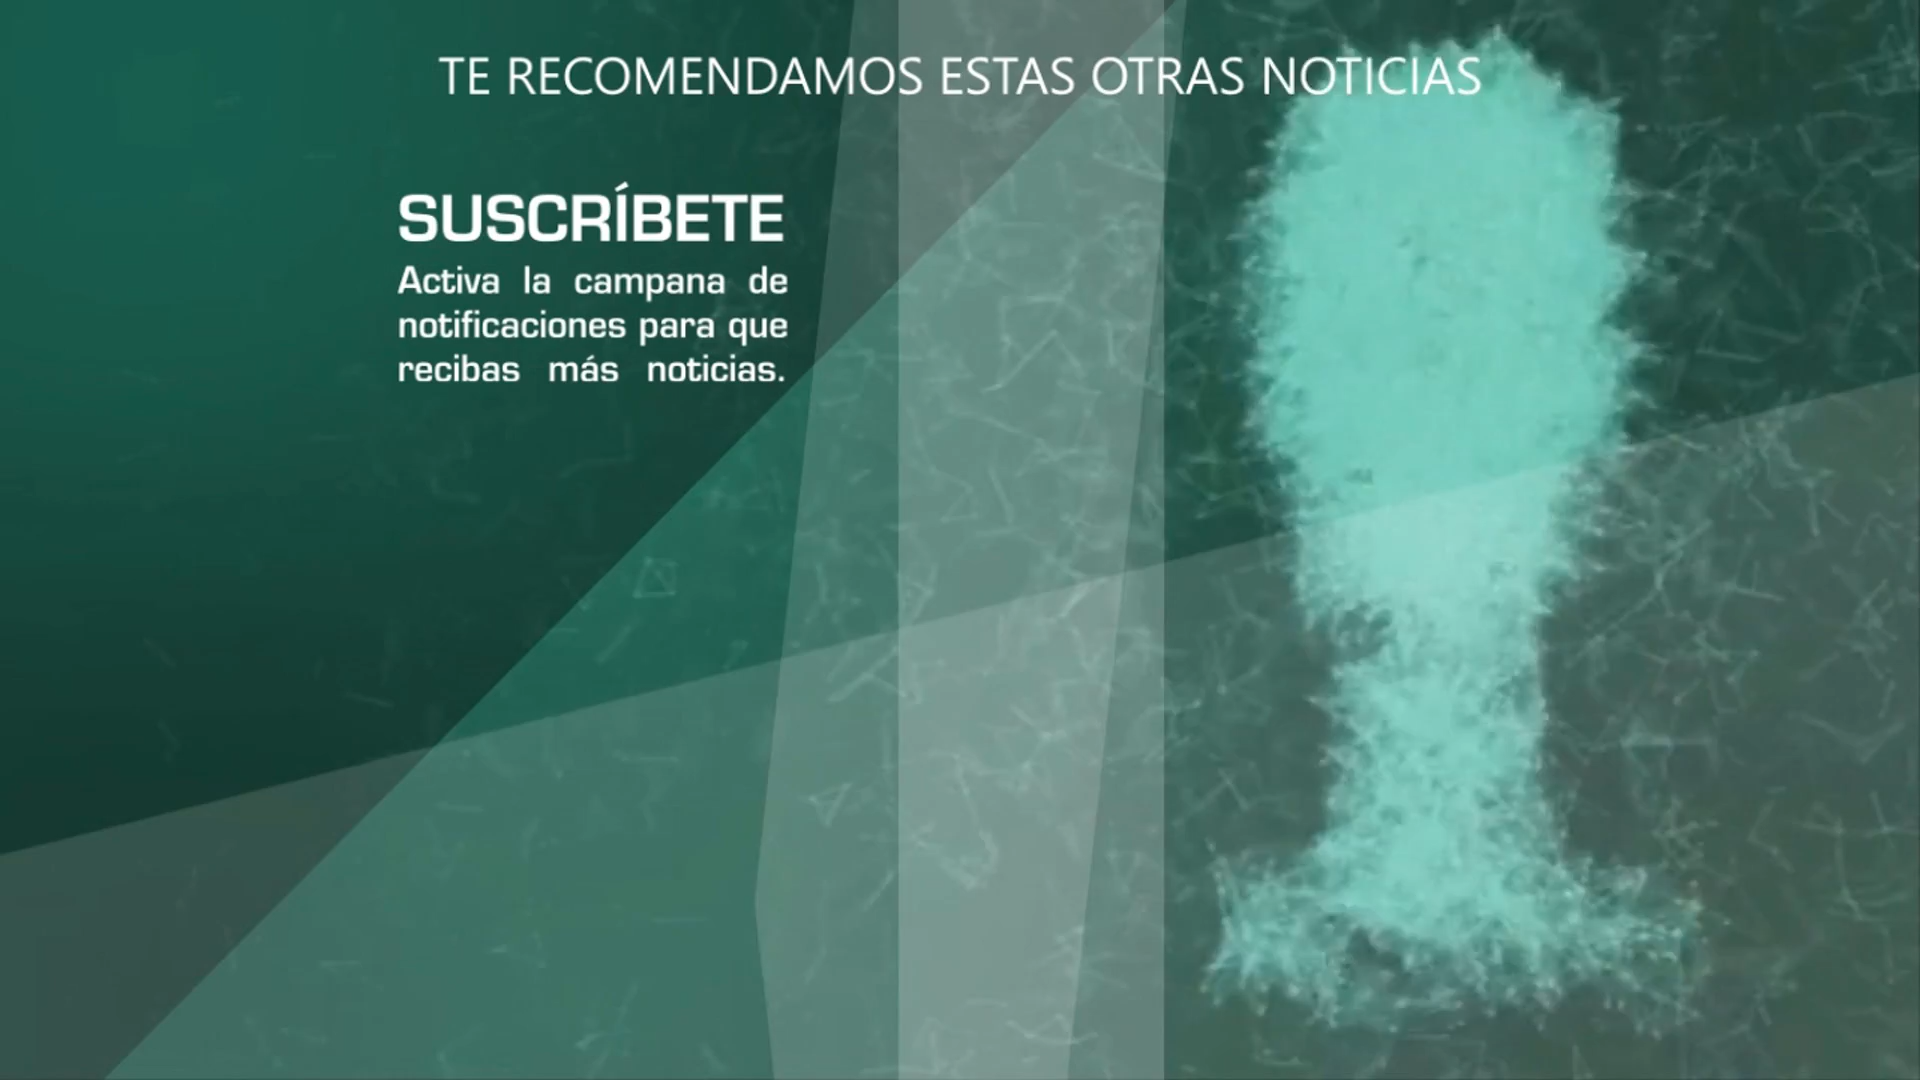 TE RECOMENDAMOS ESTAS OTRAS NOTICIAS
SUSCRÍBETE
Activa la campana de
notificaciones para que
recibas más noticias.